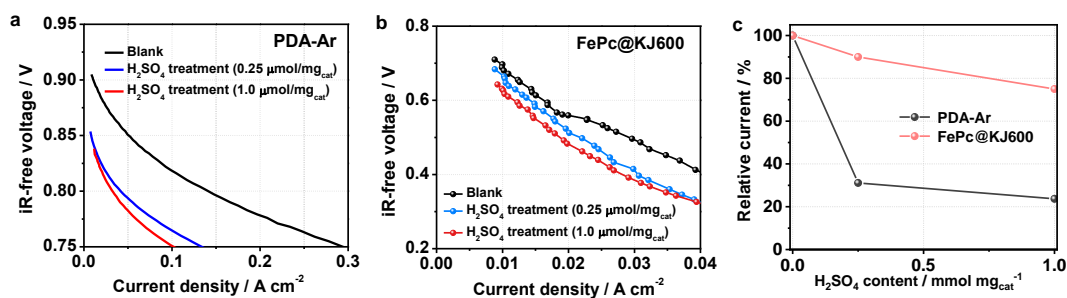 a
PDA-Ar
Blank
H₂SO₄ treatment (0.25 μmol/mg_cat)
H₂SO₄ treatment (1.0 μmol/mg_cat)
iR-free voltage / V
0.95
0.90
0.85
0.80
0.75
0.0
0.1
0.2
0.3
Current density / A cm⁻²
b
FePc@KJ600
Blank
H₂SO₄ treatment (0.25 μmol/mg_cat)
H₂SO₄ treatment (1.0 μmol/mg_cat)
iR-free voltage / V
0.8
0.6
0.4
0.2
0.00
0.01
0.02
0.03
0.04
Current density / A cm⁻²
c
PDA-Ar
FePc@KJ600
Relative current / %
100
80
60
40
20
0
0.0
0.5
1.0
H₂SO₄ content / mmol mg_cat⁻¹